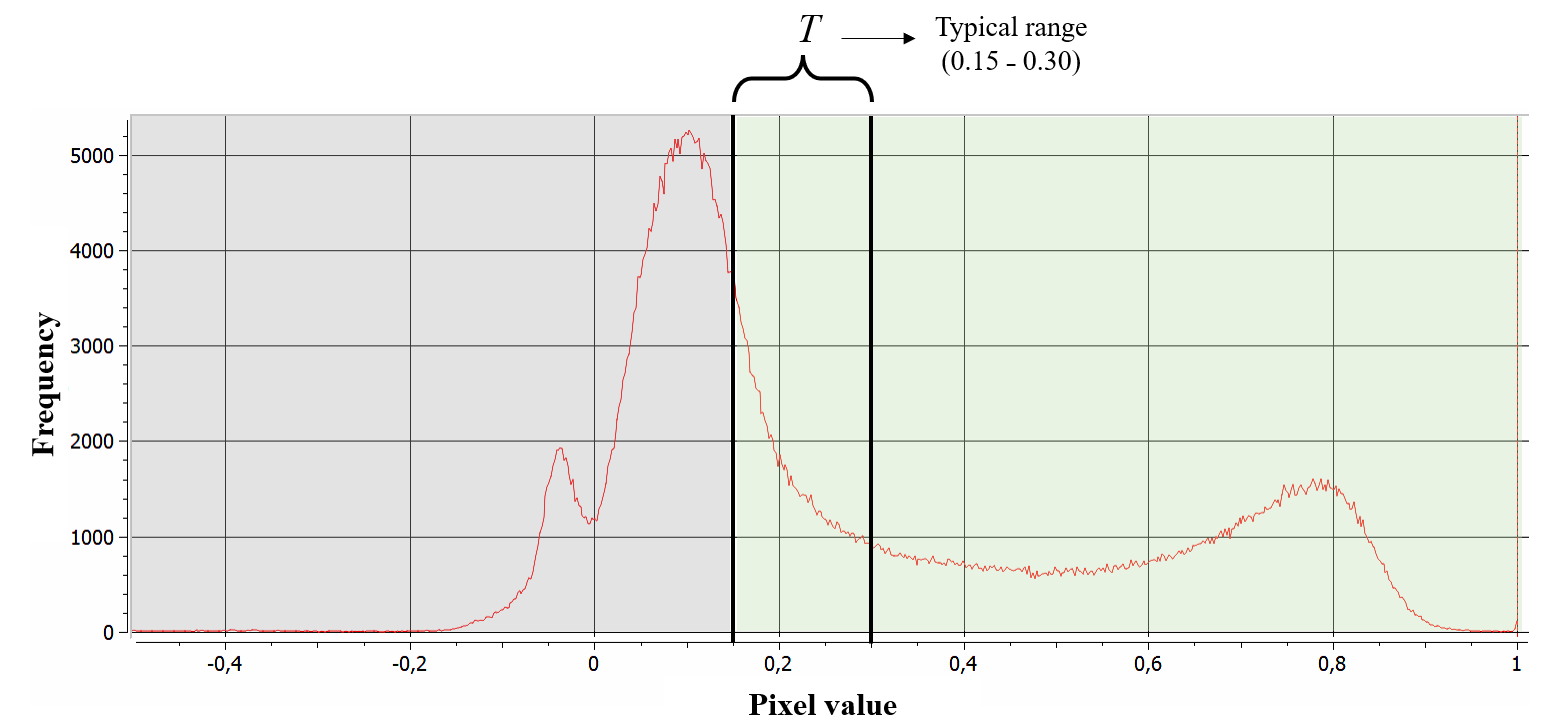 T
Typical range
(0.15 - 0.30)
5000
4000
3000
2000
1000
0
Frequency
-0,4
-0,2
0
0,2
0,4
0,6
0,8
1
Pixel value